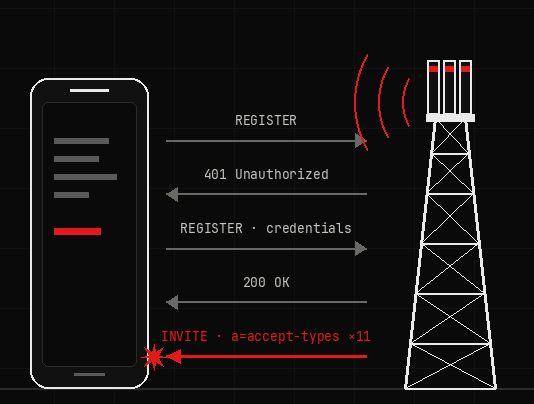 REGISTER
401 Unauthorized
REGISTER · credentials
200 OK
INVITE · a=accept-types ×11